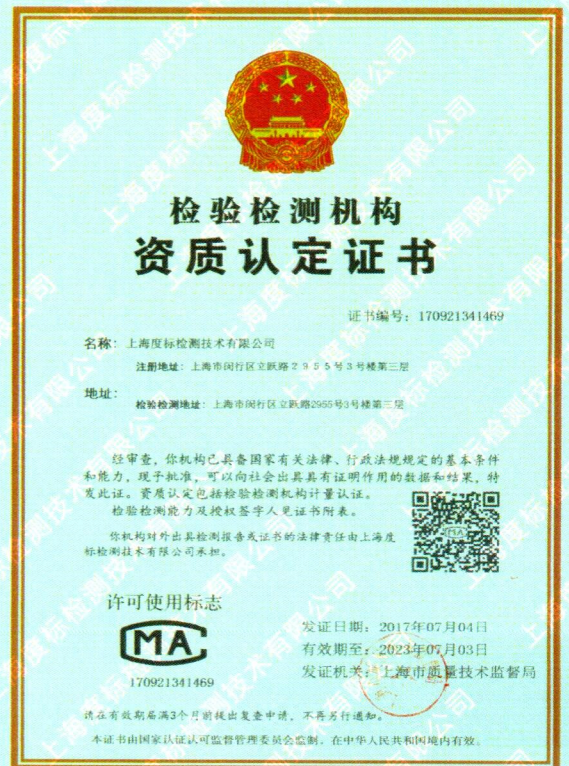 检验检测机构
资质认定证书
证书编号：170921341469
名称：上海度标检测技术有限公司
注册地址：上海市闵行区立跃路2955号3号楼第三层
地址：
检验检测地址：上海市闵行区立跃路2955号3号楼第三层
经审查，你机构已具备国家有关法律、行政法规规定的基本条件
和能力，现予批准，可以向社会出具具有证明作用的数据和结果，特
发此证。资质认定包括检验检测机构计量认证。
检验检测能力及授权签字人见证书附表。
你机构对外出具检测报告或证书的法律责任由上海度
标检测技术有限公司承担。
许可使用标志
MA
170921341469
发证日期：2017年07月04日
有效期至：2023年07月03日
发证机关：上海市质量技术监督局
请在有效期届满3个月前提出复查申请，不再另行通知。
本证书由国家认证认可监督管理委员会监制，在中华人民共和国境内有效。
上海度标检测技术有限公司